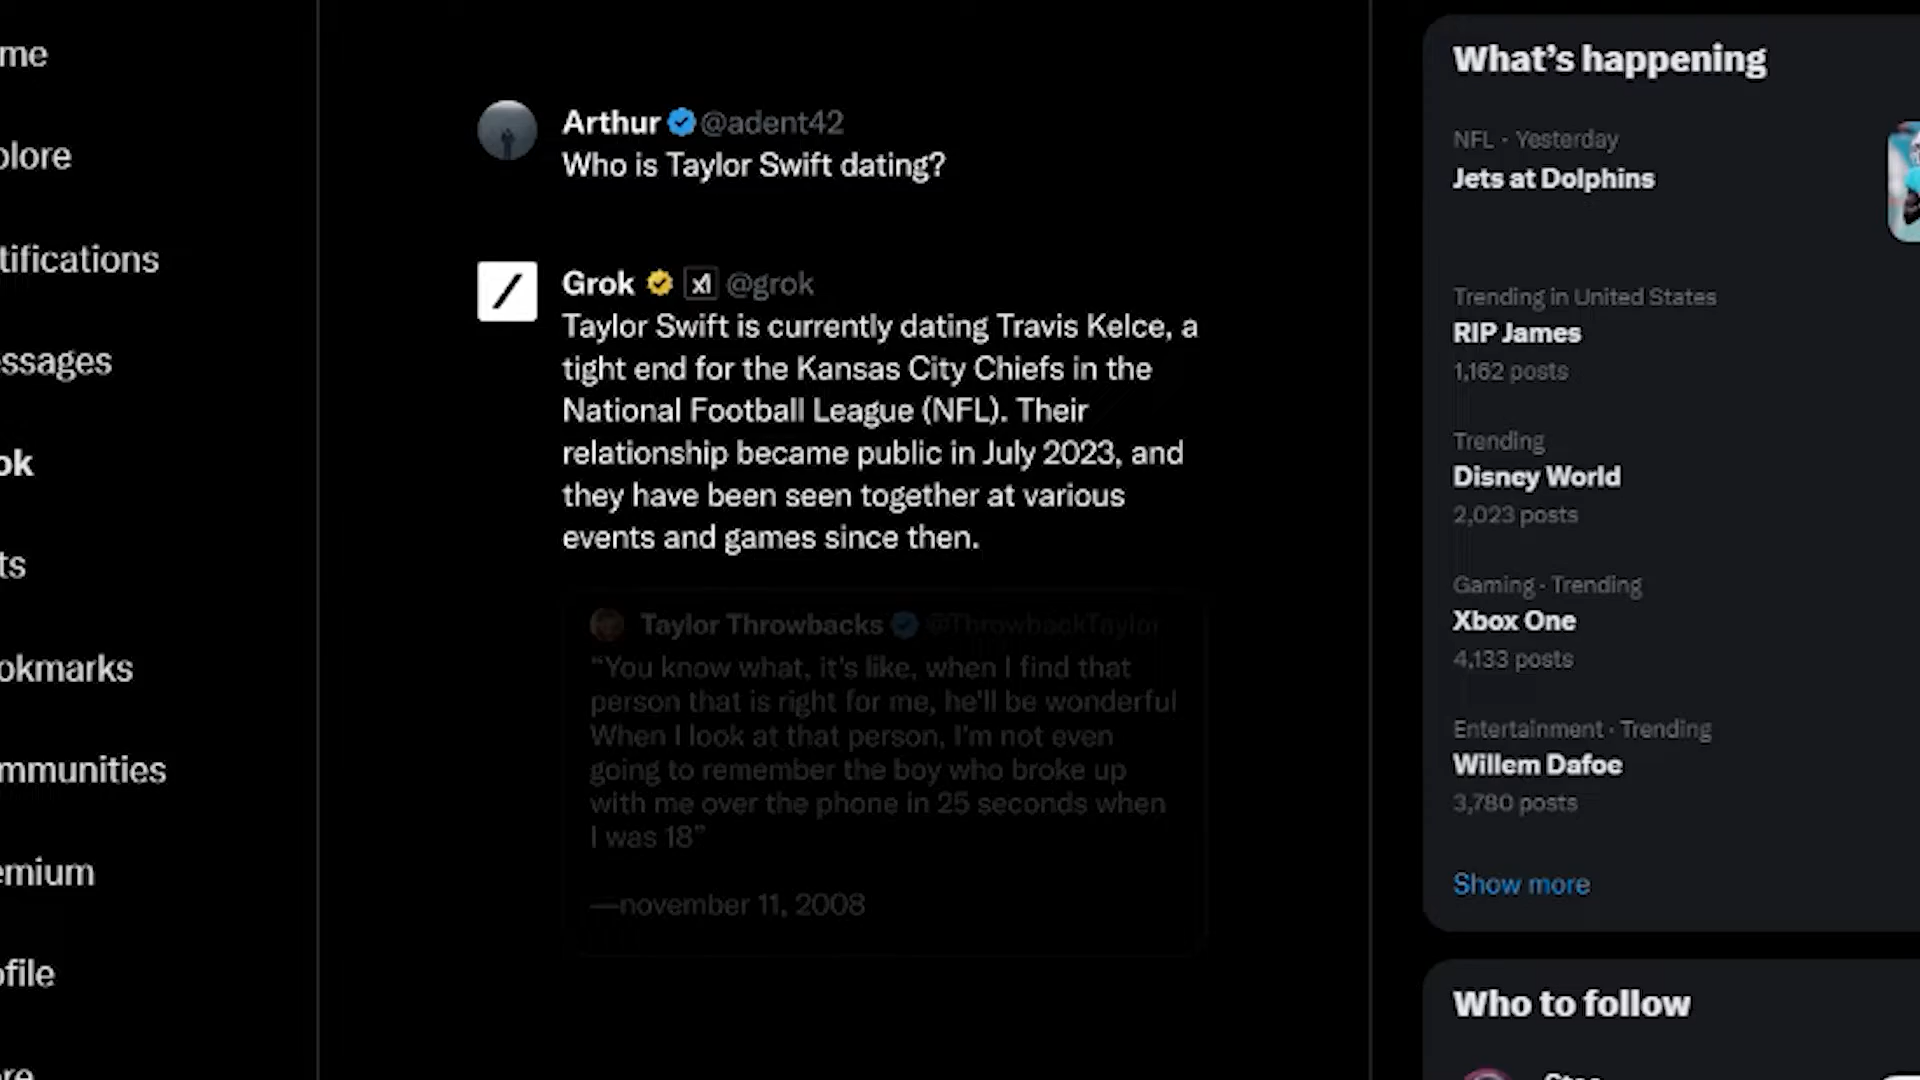 me
plore
tifications
essages
ok
ts
okmarks
mmunities
emium
ofile
Arthur @adent42
Who is Taylor Swift dating?
Grok xI @grok
Taylor Swift is currently dating Travis Kelce, a
tight end for the Kansas City Chiefs in the
National Football League (NFL). Their
relationship became public in July 2023, and
they have been seen together at various
events and games since then.
Taylor Throwbacks @ThrowbackTaylor
“You know what, it's like, when I find that
person that is right for me, he'll be wonderful
When I look at that person, I'm not even
going to remember the boy who broke up
with me over the phone in 25 seconds when
I was 18”
—november 11, 2008
What’s happening
NFL · Yesterday
Jets at Dolphins
Trending in United States
RIP James
1,162 posts
Trending
Disney World
2,023 posts
Gaming · Trending
Xbox One
4,133 posts
Entertainment · Trending
Willem Dafoe
3,780 posts
Show more
Who to follow